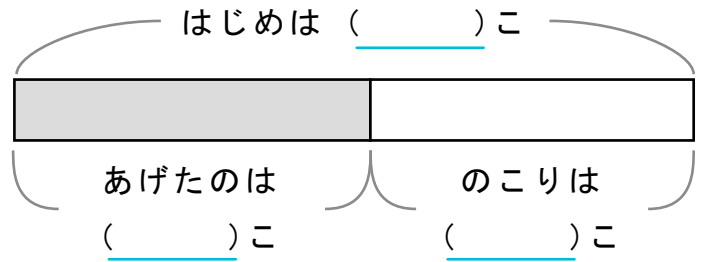 はじめは ( )こ
あげたのは
( )こ
のこりは
( )こ